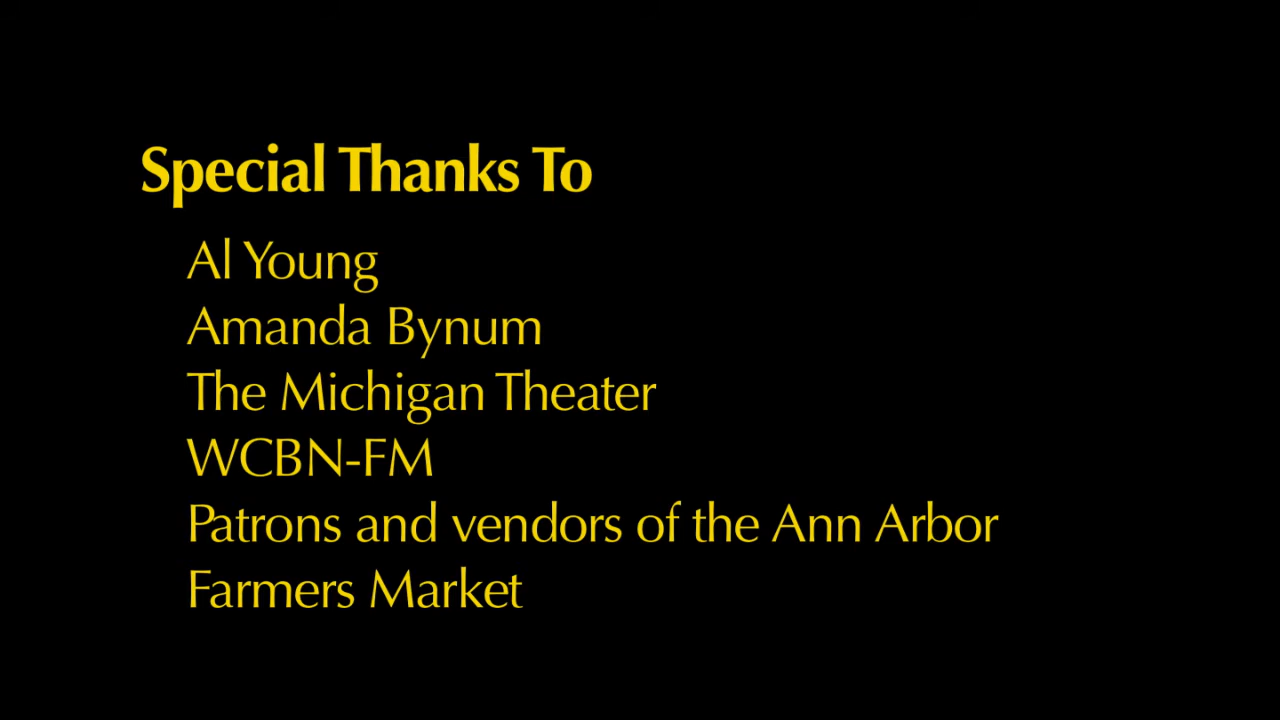 Special Thanks To
Al Young
Amanda Bynum
The Michigan Theater
WCBN-FM
Patrons and vendors of the Ann Arbor
Farmers Market